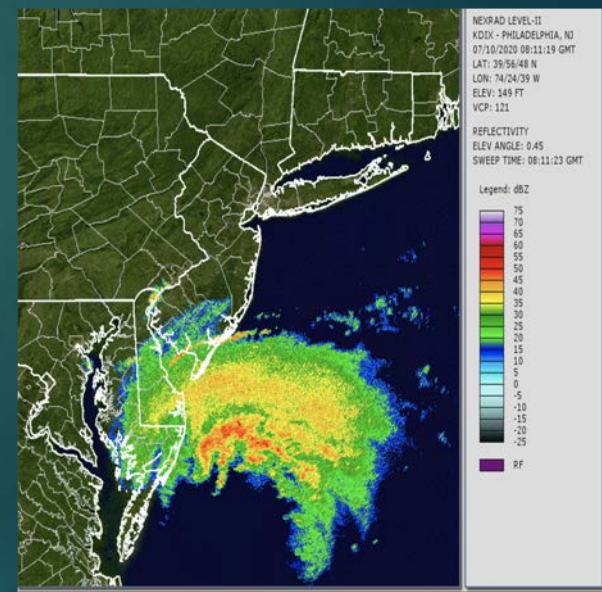 NEXRAD LEVEL-II
KDIX - PHILADELPHIA, NJ
07/10/2020 08:11:19 GMT
LAT: 39/56/48 N
LON: 74/24/39 W
ELEV: 149 FT
VCP: 121
REFLECTIVITY
ELEV ANGLE: 0.45
SWEEP TIME: 08:11:23 GMT
Legend: dBZ
75
70
65
60
55
50
45
40
35
30
25
20
15
10
5
0
-5
-10
-15
-20
-25
RF